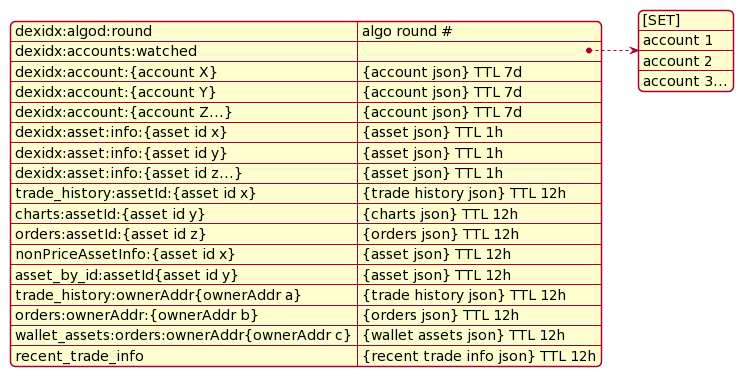 dexidx:algod:round algo round #
dexidx:accounts:watched
dexidx:account:{account X} {account json} TTL 7d
dexidx:account:{account Y} {account json} TTL 7d
dexidx:account:{account Z...} {account json} TTL 7d
dexidx:asset:info:{asset id x} {asset json} TTL 1h
dexidx:asset:info:{asset id y} {asset json} TTL 1h
dexidx:asset:info:{asset id z...} {asset json} TTL 1h
trade_history:assetId:{asset id x} {trade history json} TTL 12h
charts:assetId:{asset id y} {charts json} TTL 12h
orders:assetId:{asset id z} {orders json} TTL 12h
nonPriceAssetInfo:{asset id x} {asset json} TTL 12h
asset_by_id:assetId{asset id y} {asset json} TTL 12h
trade_history:ownerAddr{ownerAddr a} {trade history json} TTL 12h
orders:ownerAddr:{ownerAddr b} {orders json} TTL 12h
wallet_assets:orders:ownerAddr{ownerAddr c} {wallet assets json} TTL 12h
recent_trade_info {recent trade info json} TTL 12h
[SET]
account 1
account 2
account 3...